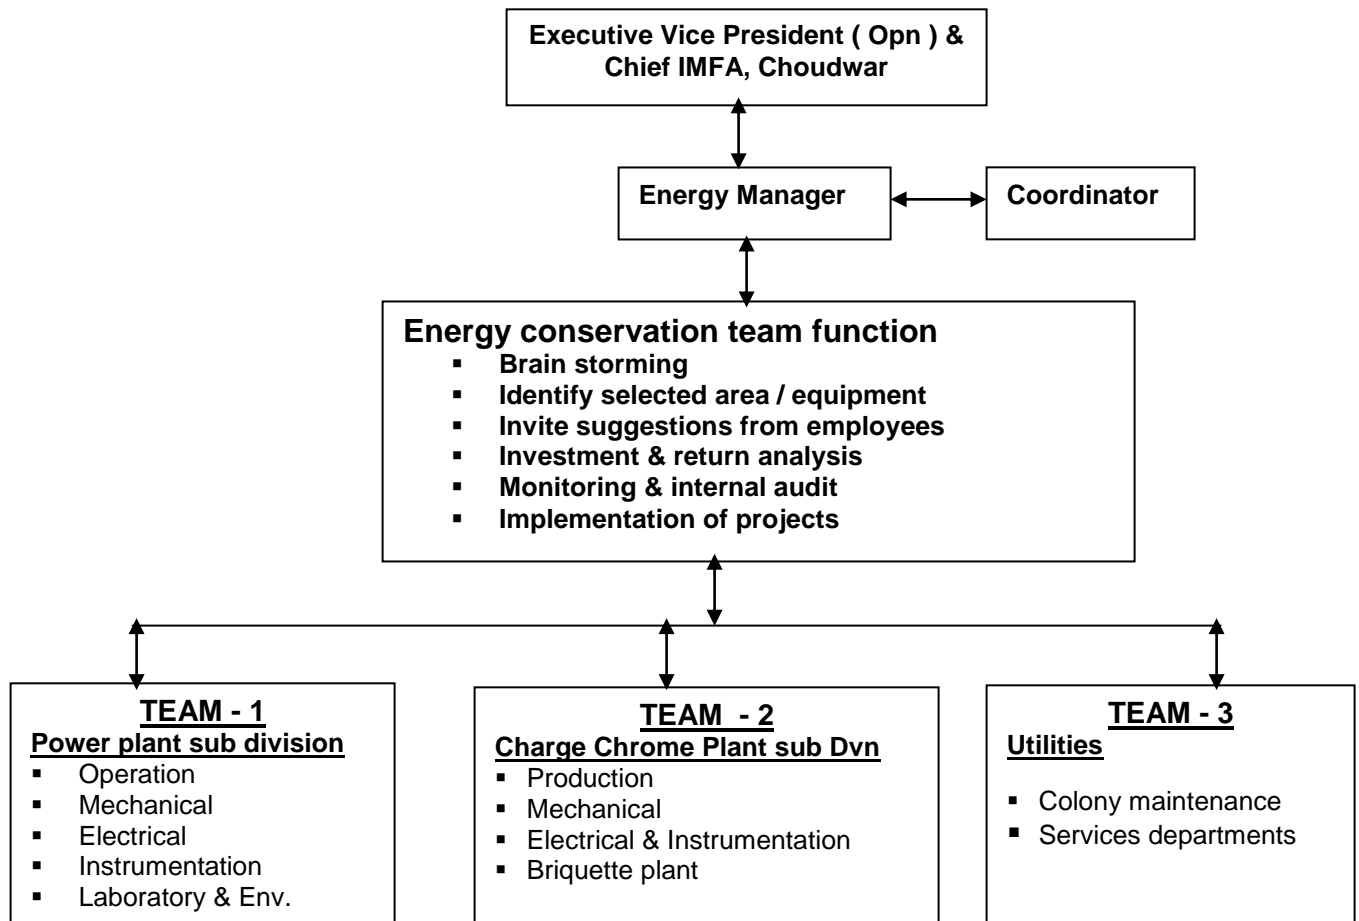 Executive Vice President ( Opn ) &
Chief IMFA, Choudwar
Energy Manager
Coordinator
Energy conservation team function
▪ Brain storming
▪ Identify selected area / equipment
▪ Invite suggestions from employees
▪ Investment & return analysis
▪ Monitoring & internal audit
▪ Implementation of projects
TEAM - 1
Power plant sub division
▪ Operation
▪ Mechanical
▪ Electrical
▪ Instrumentation
▪ Laboratory & Env.
TEAM - 2
Charge Chrome Plant sub Dvn
▪ Production
▪ Mechanical
▪ Electrical & Instrumentation
▪ Briquette plant
TEAM - 3
Utilities
▪ Colony maintenance
▪ Services departments